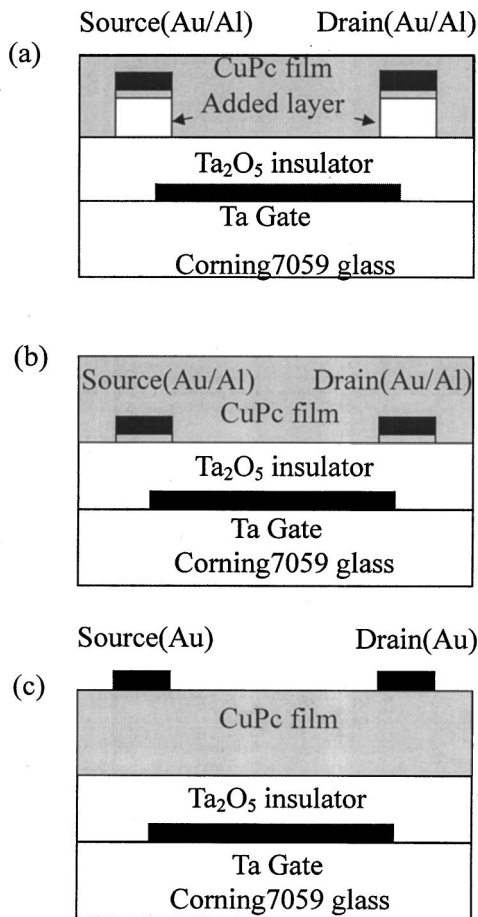 Source(Au/Al) Drain(Au/Al)
(a)
CuPc film
Added layer
Ta₂O₅ insulator
Ta Gate
Corning7059 glass
(b)
Source(Au/Al) Drain(Au/Al)
CuPc film
Ta₂O₅ insulator
Ta Gate
Corning7059 glass
Source(Au) Drain(Au)
(c)
CuPc film
Ta₂O₅ insulator
Ta Gate
Corning7059 glass